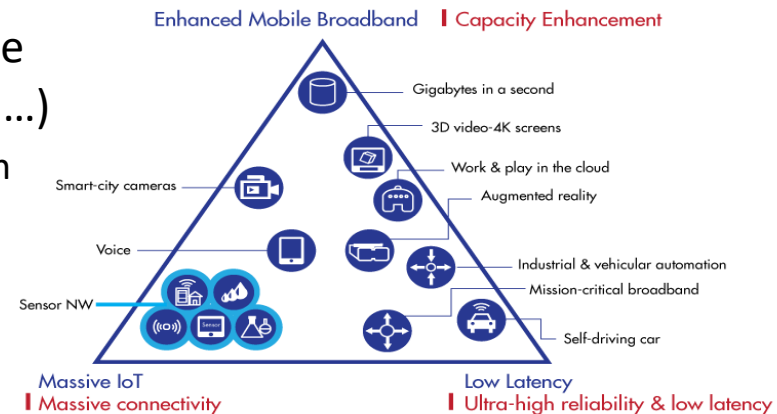 Enhanced Mobile Broadband
Capacity Enhancement
e
...)
n
Gigabytes in a second
3D video-4K screens
Work & play in the cloud
Smart-city cameras
Augmented reality
Voice
Industrial & vehicular automation
Mission-critical broadband
Sensor NW
Sensor
Self-driving car
Massive IoT
Massive connectivity
Low Latency
Ultra-high reliability & low latency